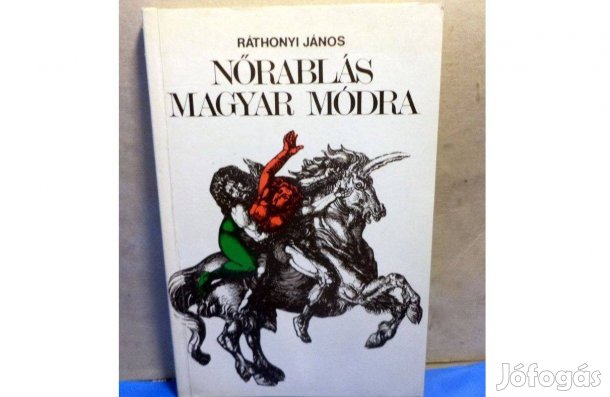 RÁTHONYI JÁNOS
NŐRABLÁS
MAGYAR MÓDRA
Jófogás